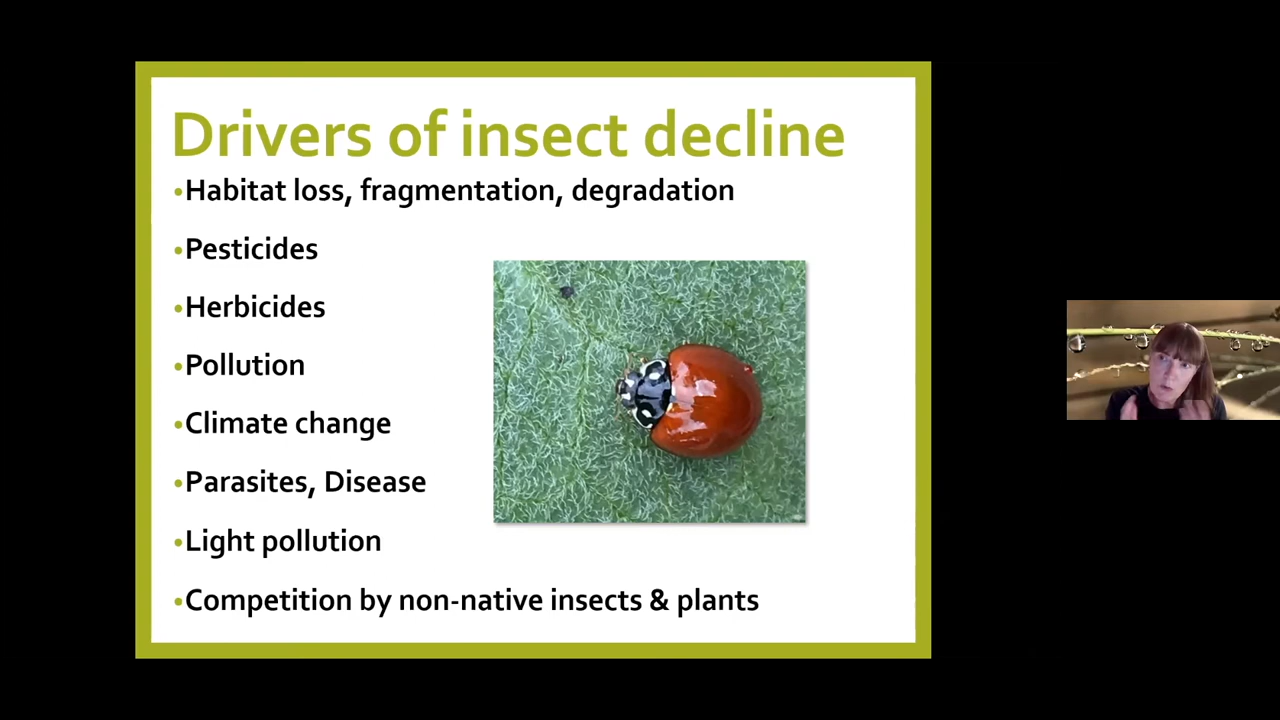 Drivers of insect decline
•Habitat loss, fragmentation, degradation
•Pesticides
•Herbicides
•Pollution
•Climate change
•Parasites, Disease
•Light pollution
•Competition by non-native insects & plants